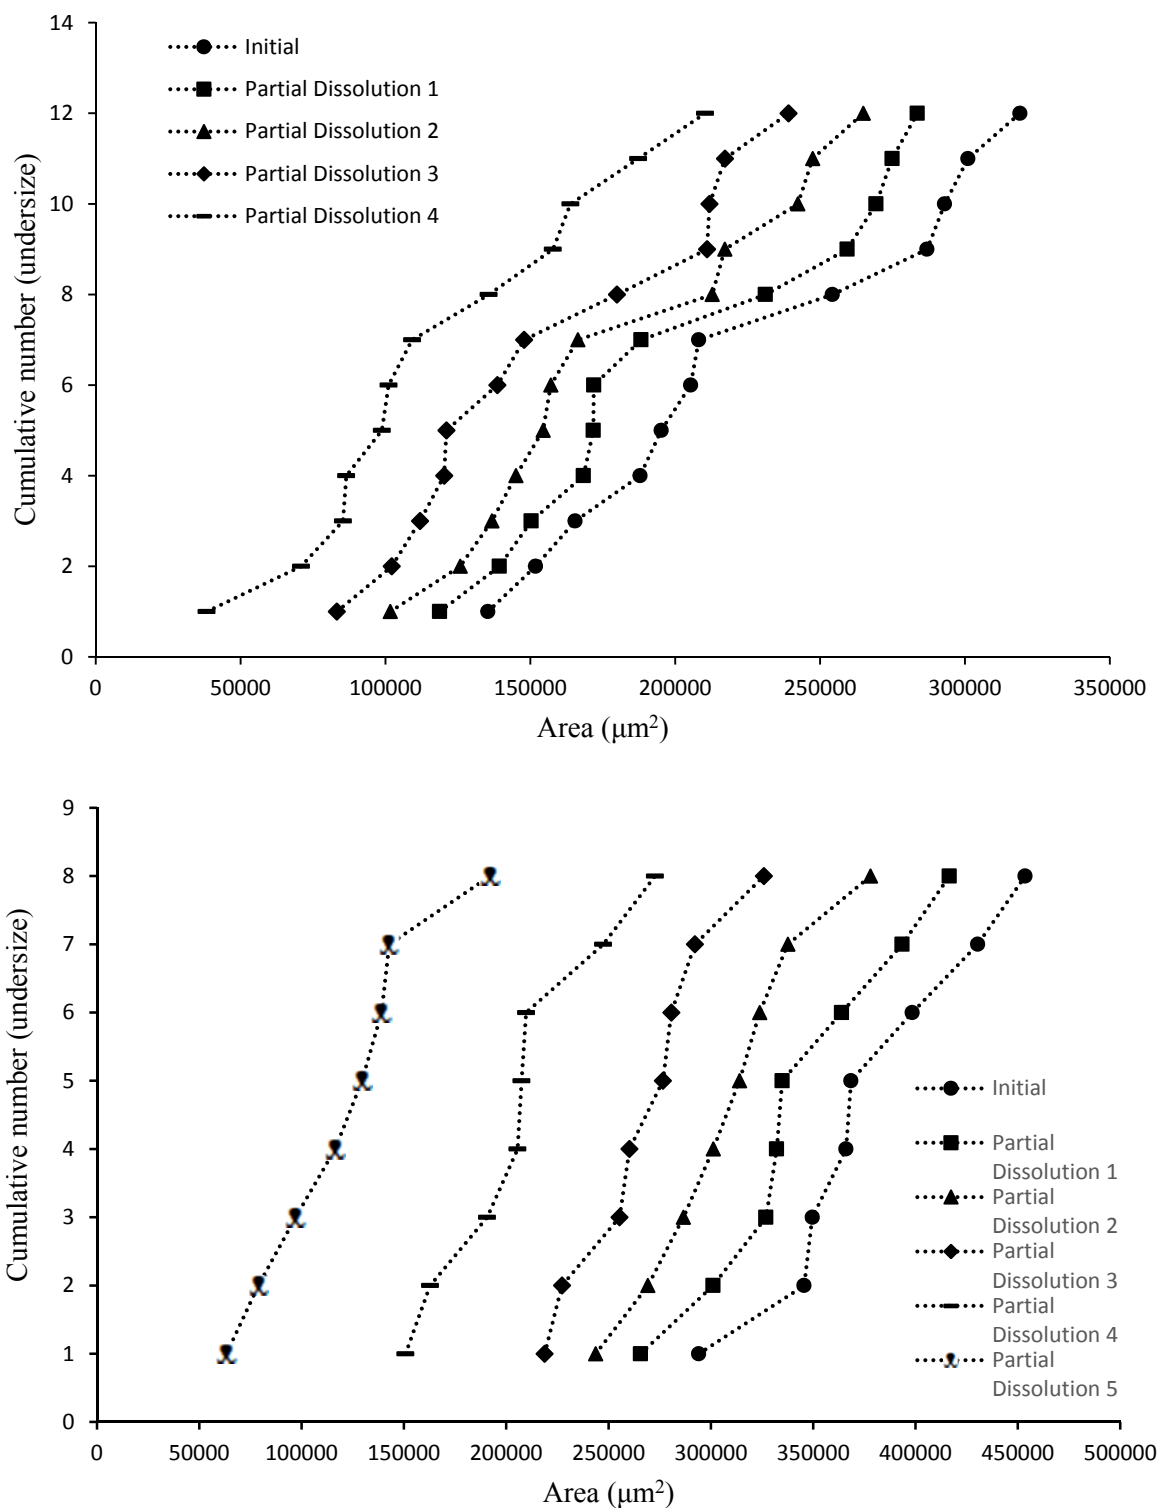 14
12
10
8
6
4
2
0
Cumulative number (undersize)
Initial
Partial Dissolution 1
Partial Dissolution 2
Partial Dissolution 3
Partial Dissolution 4
0 50000 100000 150000 200000 250000 300000 350000
Area (μm²)
9
8
7
6
5
4
3
2
1
0
Cumulative number (undersize)
Initial
Partial
Dissolution 1
Partial
Dissolution 2
Partial
Dissolution 3
Partial
Dissolution 4
Partial
Dissolution 5
0 50000 100000 150000 200000 250000 300000 350000 400000 450000 500000
Area (μm²)